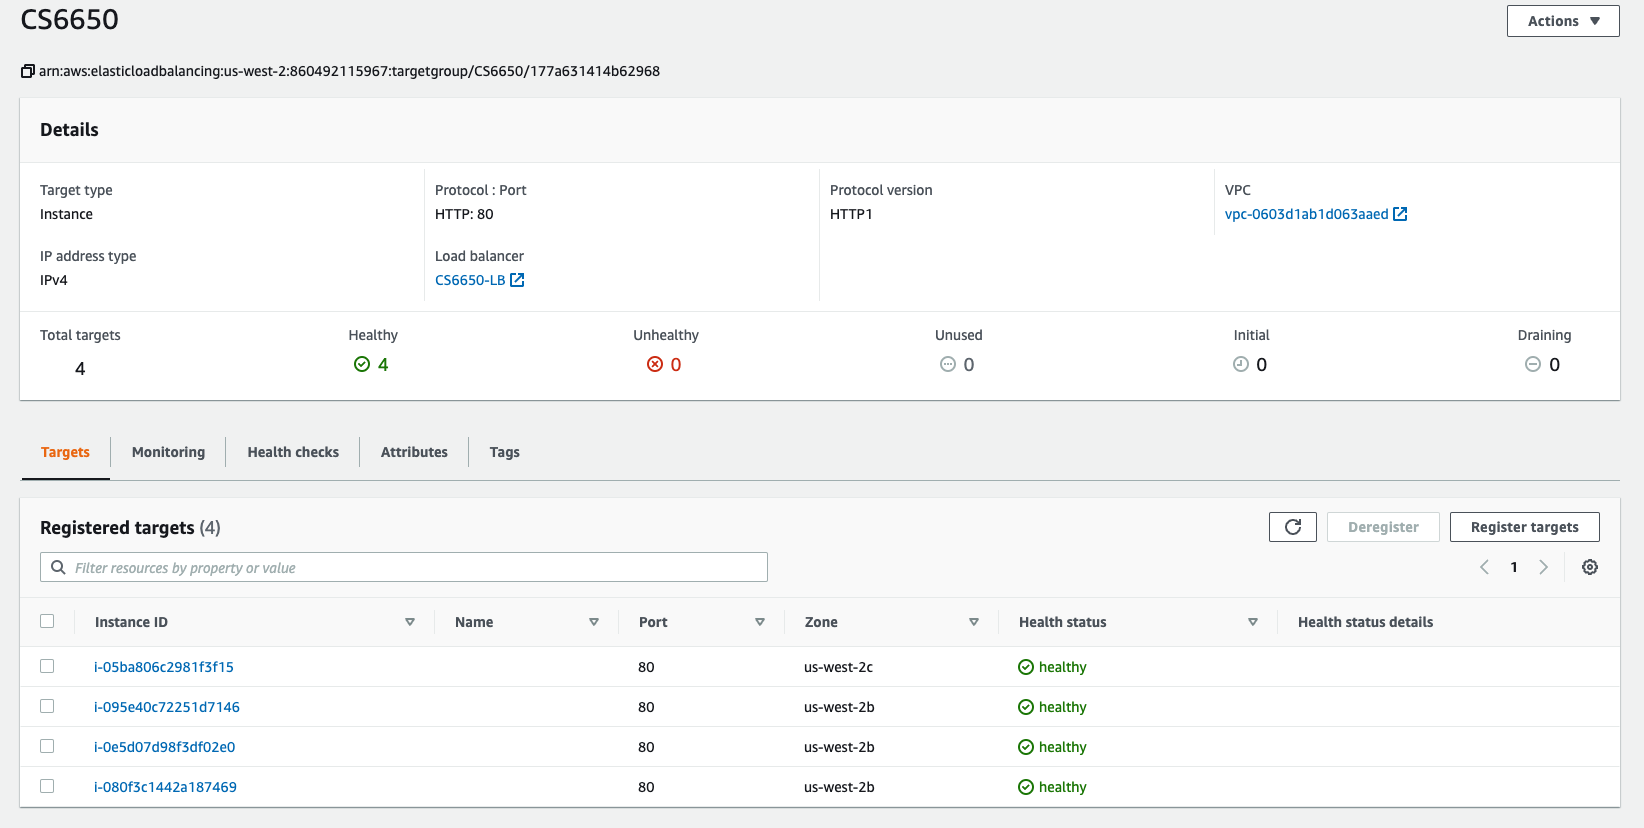 CS6650
Actions
arn:aws:elasticloadbalancing:us-west-2:860492115967:targetgroup/CS6650/177a631414b62968
Details
Target type
Instance
Protocol : Port
HTTP: 80
Protocol version
HTTP1
VPC
vpc-0603d1ab1d063aaed
IP address type
IPv4
Load balancer
CS6650-LB
Total targets
4
Healthy
4
Unhealthy
0
Unused
0
Initial
0
Draining
0
Targets Monitoring Health checks Attributes Tags
Registered targets (4)
Deregister
Register targets
Filter resources by property or value
1
Instance ID Name Port Zone Health status Health status details
i-05ba806c2981f3f15 80 us-west-2c healthy
i-095e40c72251d7146 80 us-west-2b healthy
i-0e5d07d98f3df02e0 80 us-west-2b healthy
i-080f3c1442a187469 80 us-west-2b healthy